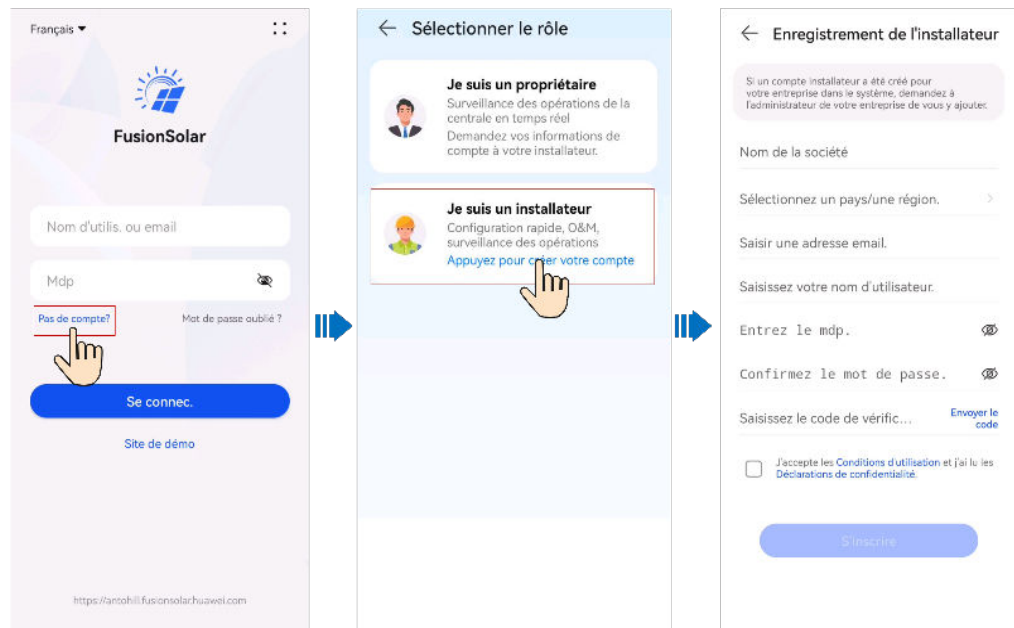 Français
FusionSolar
Nom d'utilis. ou email
Mdp
Pas de compte?
Mot de passe oublié ?
Se connec.
Site de démo
https://antohill.fusionsolar.huawei.com
Sélectionner le rôle
Je suis un propriétaire
Surveillance des opérations de la
centrale en temps réel
Demandez vos informations de
compte à votre installateur.
Je suis un installateur
Configuration rapide, O&M,
surveillance des opérations
Appuyez pour créer votre compte
Enregistrement de l'installateur
Si un compte installateur a été créé pour
votre entreprise dans le système, demandez à
l'administrateur de votre entreprise de vous y ajouter.
Nom de la société
Sélectionnez un pays/une région.
Saisir une adresse email.
Saisissez votre nom d'utilisateur.
Entrez le mdp.
Confirmez le mot de passe.
Saisissez le code de vérific...
Envoyer le
code
J'accepte les Conditions d'utilisation et j'ai lu les
Déclarations de confidentialité.
S'inscrire